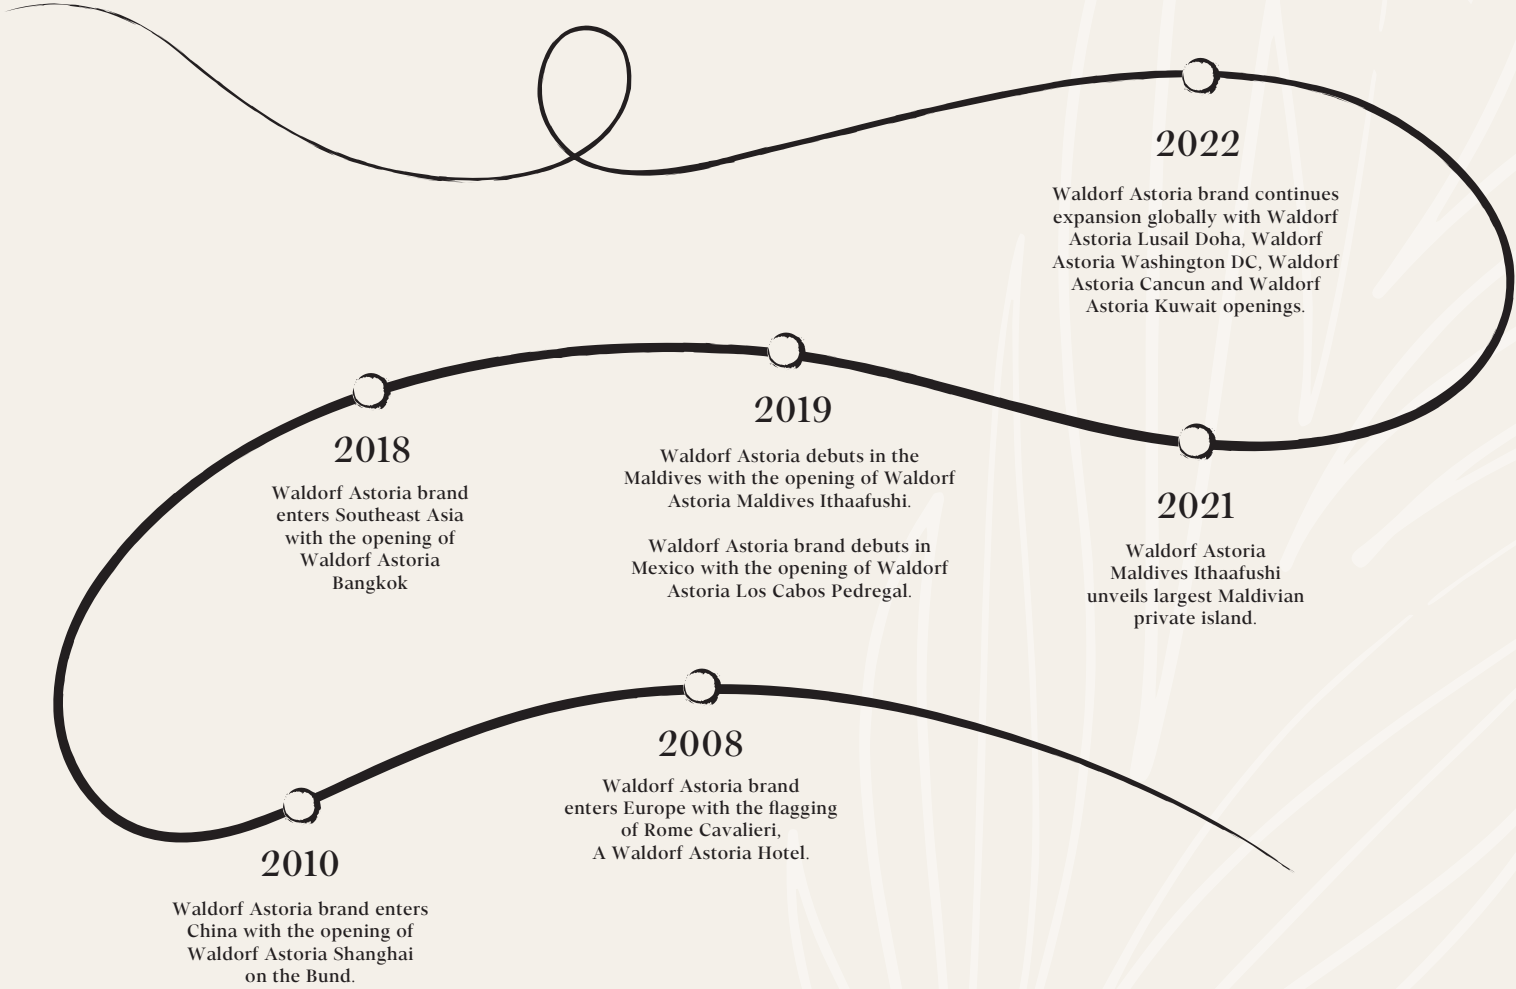 2022
Waldorf Astoria brand continues
expansion globally with Waldorf
Astoria Lusail Doha, Waldorf
Astoria Washington DC, Waldorf
Astoria Cancun and Waldorf
Astoria Kuwait openings.
2018
Waldorf Astoria brand
enters Southeast Asia
with the opening of
Waldorf Astoria
Bangkok
2019
Waldorf Astoria debuts in the
Maldives with the opening of Waldorf
Astoria Maldives Ithaafushi.
Waldorf Astoria brand debuts in
Mexico with the opening of Waldorf
Astoria Los Cabos Pedregal.
2021
Waldorf Astoria
Maldives Ithaafushi
unveils largest Maldivian
private island.
2008
Waldorf Astoria brand
enters Europe with the flagging
of Rome Cavalieri,
A Waldorf Astoria Hotel.
2010
Waldorf Astoria brand enters
China with the opening of
Waldorf Astoria Shanghai
on the Bund.